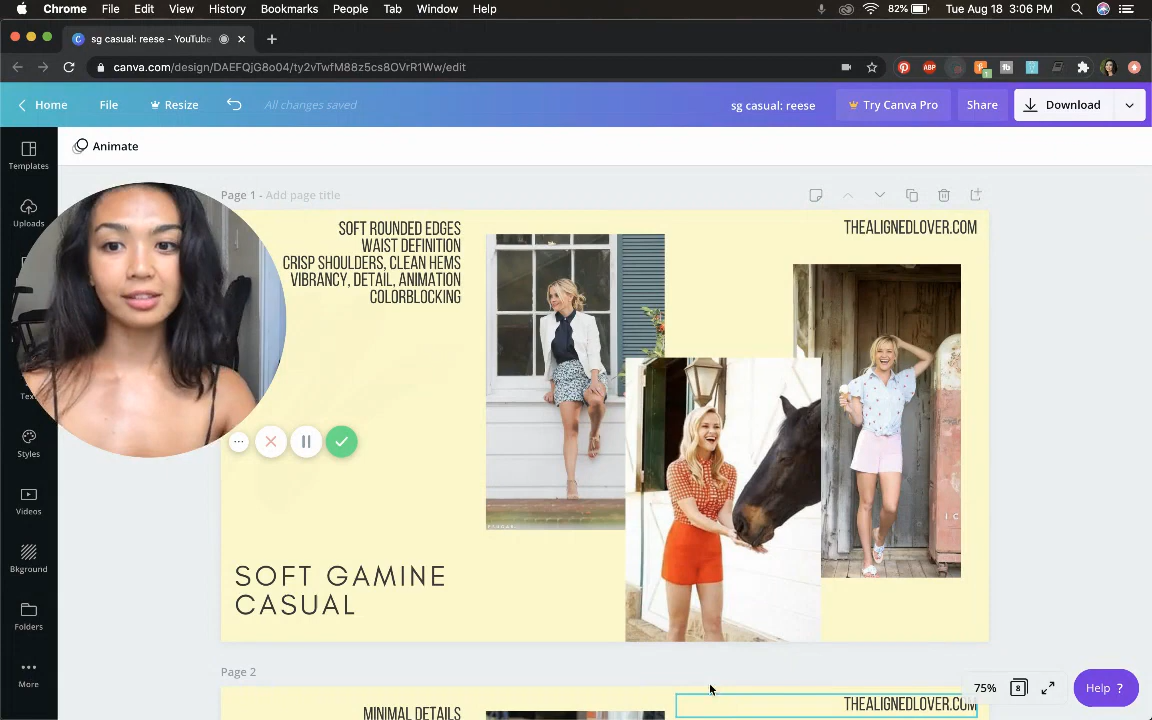 Chrome File Edit View History Bookmarks People Tab Window Help 82% Tue Aug 18 3:06 PM
sg casual: reese - YouTube
canva.com/design/DAEFQjG8o04/ty2vTwfM88z5cs8OVrR1Ww/edit
Home File Resize All changes saved sg casual: reese Try Canva Pro Share Download
Animate
Templates
Uploads
Text
Styles
Videos
Bkground
Folders
More
Page 1 - Add page title
SOFT ROUNDED EDGES
WAIST DEFINITION
CRISP SHOULDERS, CLEAN HEMS
VIBRANCY, DETAIL, ANIMATION
COLORBLOCKING
THEALIGNEDLOVER.COM
SOFT GAMINE
CASUAL
Page 2
MINIMAL DETAILS
THEALIGNEDLOVER.COM
75% 8 Help ?